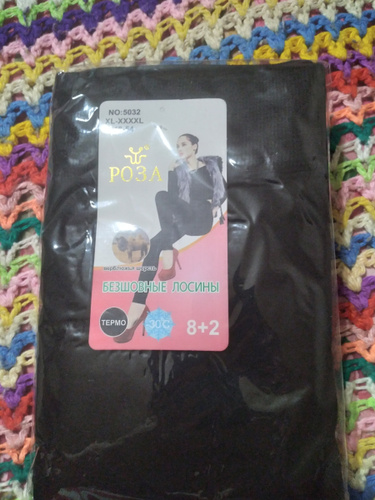 NO:5032
XL-XXXXL
РОЗА
БЕЗШОВНЫЕ ЛОСИНЫ
ТЕРМО
30°C
8+2